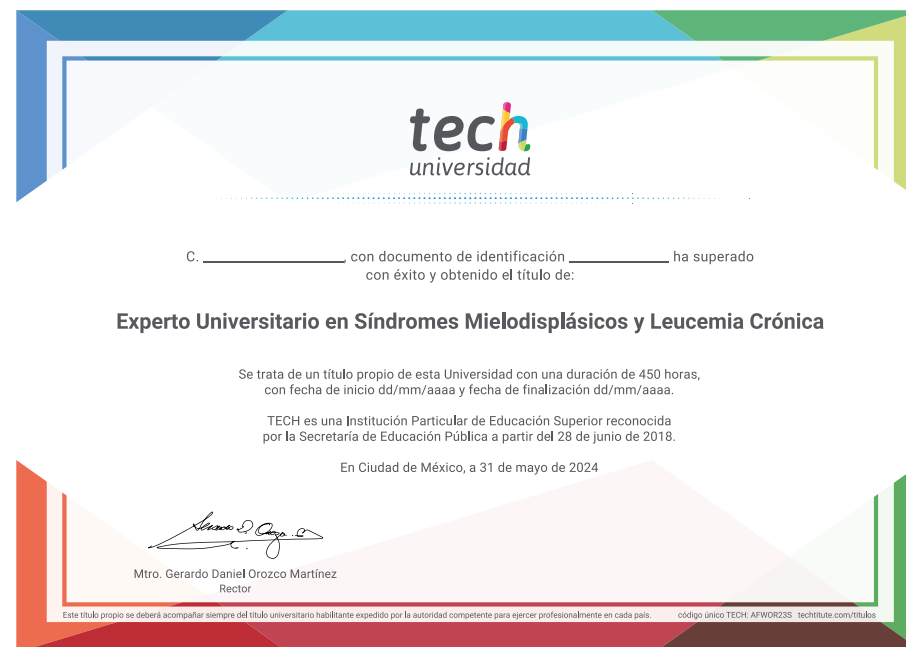 tech
universidad
C. ____________, con documento de identificación ____________ ha superado
con éxito y obtenido el título de:
Experto Universitario en Síndromes Mielodisplásicos y Leucemia Crónica
Se trata de un título propio de esta Universidad con una duración de 450 horas,
con fecha de inicio dd/mm/aaaa y fecha de finalización dd/mm/aaaa.
TECH es una Institución Particular de Educación Superior reconocida
por la Secretaría de Educación Pública a partir del 28 de junio de 2018.
En Ciudad de México, a 31 de mayo de 2024
Mtro. Gerardo Daniel Orozco Martínez
Rector
Este título propio se deberá acompañar siempre del título universitario habilitante expedido por la autoridad competente para ejercer profesionalmente en cada país. código único TECH: AFWOR23S techtitute.com/titulos